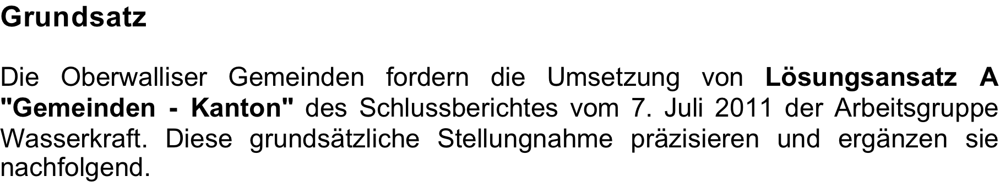 Grundsatz
Die Oberwalliser Gemeinden fordern die Umsetzung von Lösungsansatz A
"Gemeinden - Kanton" des Schlussberichtes vom 7. Juli 2011 der Arbeitsgruppe
Wasserkraft. Diese grundsätzliche Stellungnahme präzisieren und ergänzen sie
nachfolgend.